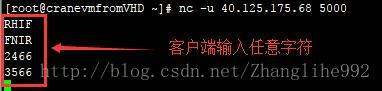 [root@cranevmfromVHD ~]# nc -u 40.125.175.68 5000
RHIF
FNIR
2466
3566
客户端输入任意字符
http://blog.csdn.net/Zhanglihe992